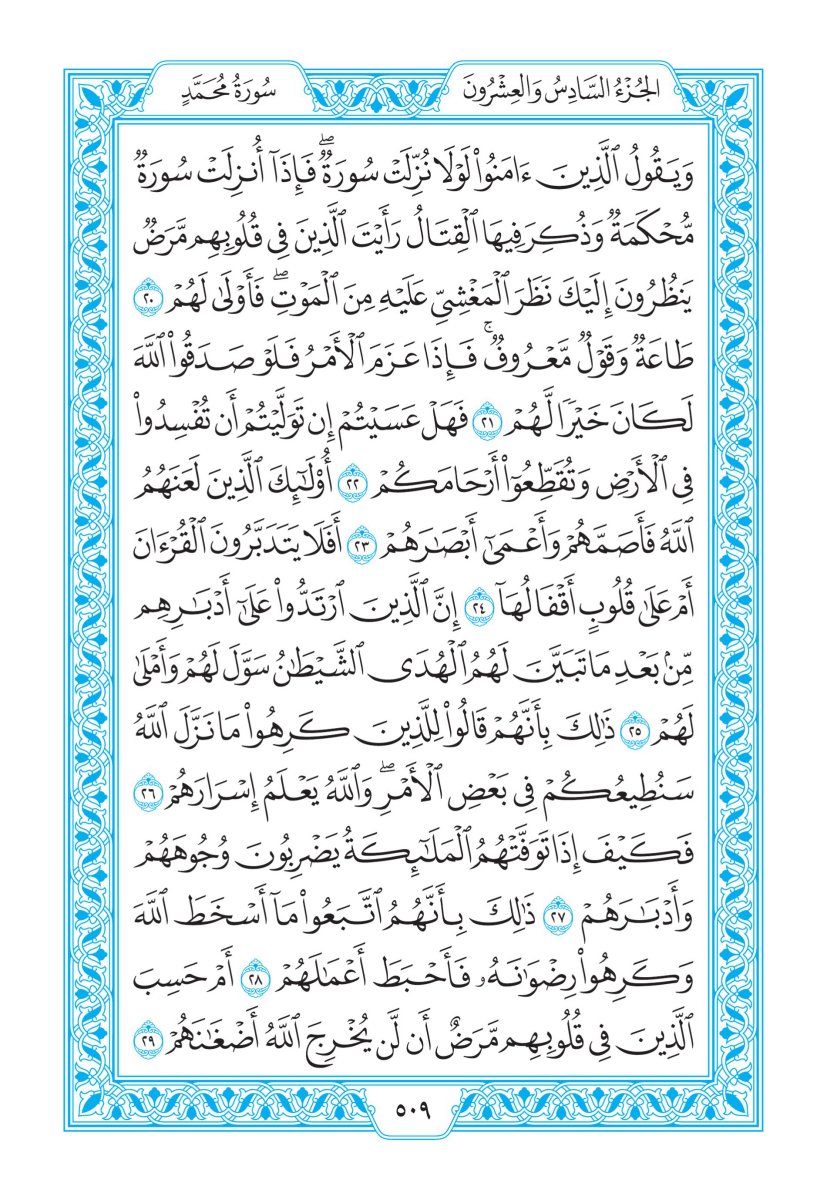 الجُزْءُ السَّادِسُ وَالعِشْرُونَ
سُورَةُ مُحَمَّدٍ
وَيَقُولُ ٱلَّذِينَ ءَامَنُوا۟ لَوْلَا نُزِّلَتْ سُورَةٌۖ فَإِذَآ أُنزِلَتْ سُورَةٌ
مُّحْكَمَةٌ وَذُكِرَ فِيهَا ٱلْقِتَالُ رَأَيْتَ ٱلَّذِينَ فِى قُلُوبِهِم مَّرَضٌ
يَنظُرُونَ إِلَيْكَ نَظَرَ ٱلْمَغْشِىِّ عَلَيْهِ مِنَ ٱلْمَوْتِۖ فَأَوْلَىٰ لَهُمْ ٢٠
طَاعَةٌ وَقَوْلٌ مَّعْرُوفٌۚ فَإِذَا عَزَمَ ٱلْأَمْرُ فَلَوْ صَدَقُوا۟ ٱللَّهَ
لَكَانَ خَيْرًا لَّهُمْ ٢١ فَهَلْ عَسَيْتُمْ إِن تَوَلَّيْتُمْ أَن تُفْسِدُوا۟
فِى ٱلْأَرْضِ وَتُقَطِّعُوٓا۟ أَرْحَامَكُمْ ٢٢ أُو۟لَـٰٓئِكَ ٱلَّذِينَ لَعَنَهُمُ
ٱللَّهُ فَأَصَمَّهُمْ وَأَعْمَىٰٓ أَبْصَـٰرَهُمْ ٢٣ أَفَلَا يَتَدَبَّرُونَ ٱلْقُرْءَانَ
أَمْ عَلَىٰ قُلُوبٍ أَقْفَالُهَآ ٢٤ إِنَّ ٱلَّذِينَ ٱرْتَدُّوا۟ عَلَىٰٓ أَدْبَـٰرِهِم
مِّنۢ بَعْدِ مَا تَبَيَّنَ لَهُمُ ٱلْهُدَى ٱلشَّيْطَـٰنُ سَوَّلَ لَهُمْ وَأَمْلَىٰ
لَهُمْ ٢٥ ذَٰلِكَ بِأَنَّهُمْ قَالُوا۟ لِلَّذِينَ كَرِهُوا۟ مَا نَزَّلَ ٱللَّهُ
سَنُطِيعُكُمْ فِى بَعْضِ ٱلْأَمْرِۖ وَٱللَّهُ يَعْلَمُ إِسْرَارَهُمْ ٢٦
فَكَيْفَ إِذَا تَوَفَّتْهُمُ ٱلْمَلَـٰٓئِكَةُ يَضْرِبُونَ وُجُوهَهُمْ
وَأَدْبَـٰرَهُمْ ٢٧ ذَٰلِكَ بِأَنَّهُمُ ٱتَّبَعُوا۟ مَآ أَسْخَطَ ٱللَّهَ
وَكَرِهُوا۟ رِضْوَٰنَهُۥ فَأَحْبَطَ أَعْمَـٰلَهُمْ ٢٨ أَمْ حَسِبَ
ٱلَّذِينَ فِى قُلُوبِهِم مَّرَضٌ أَن لَّن يُخْرِجَ ٱللَّهُ أَضْغَـٰنَهُمْ ٢٩
٥٠٩